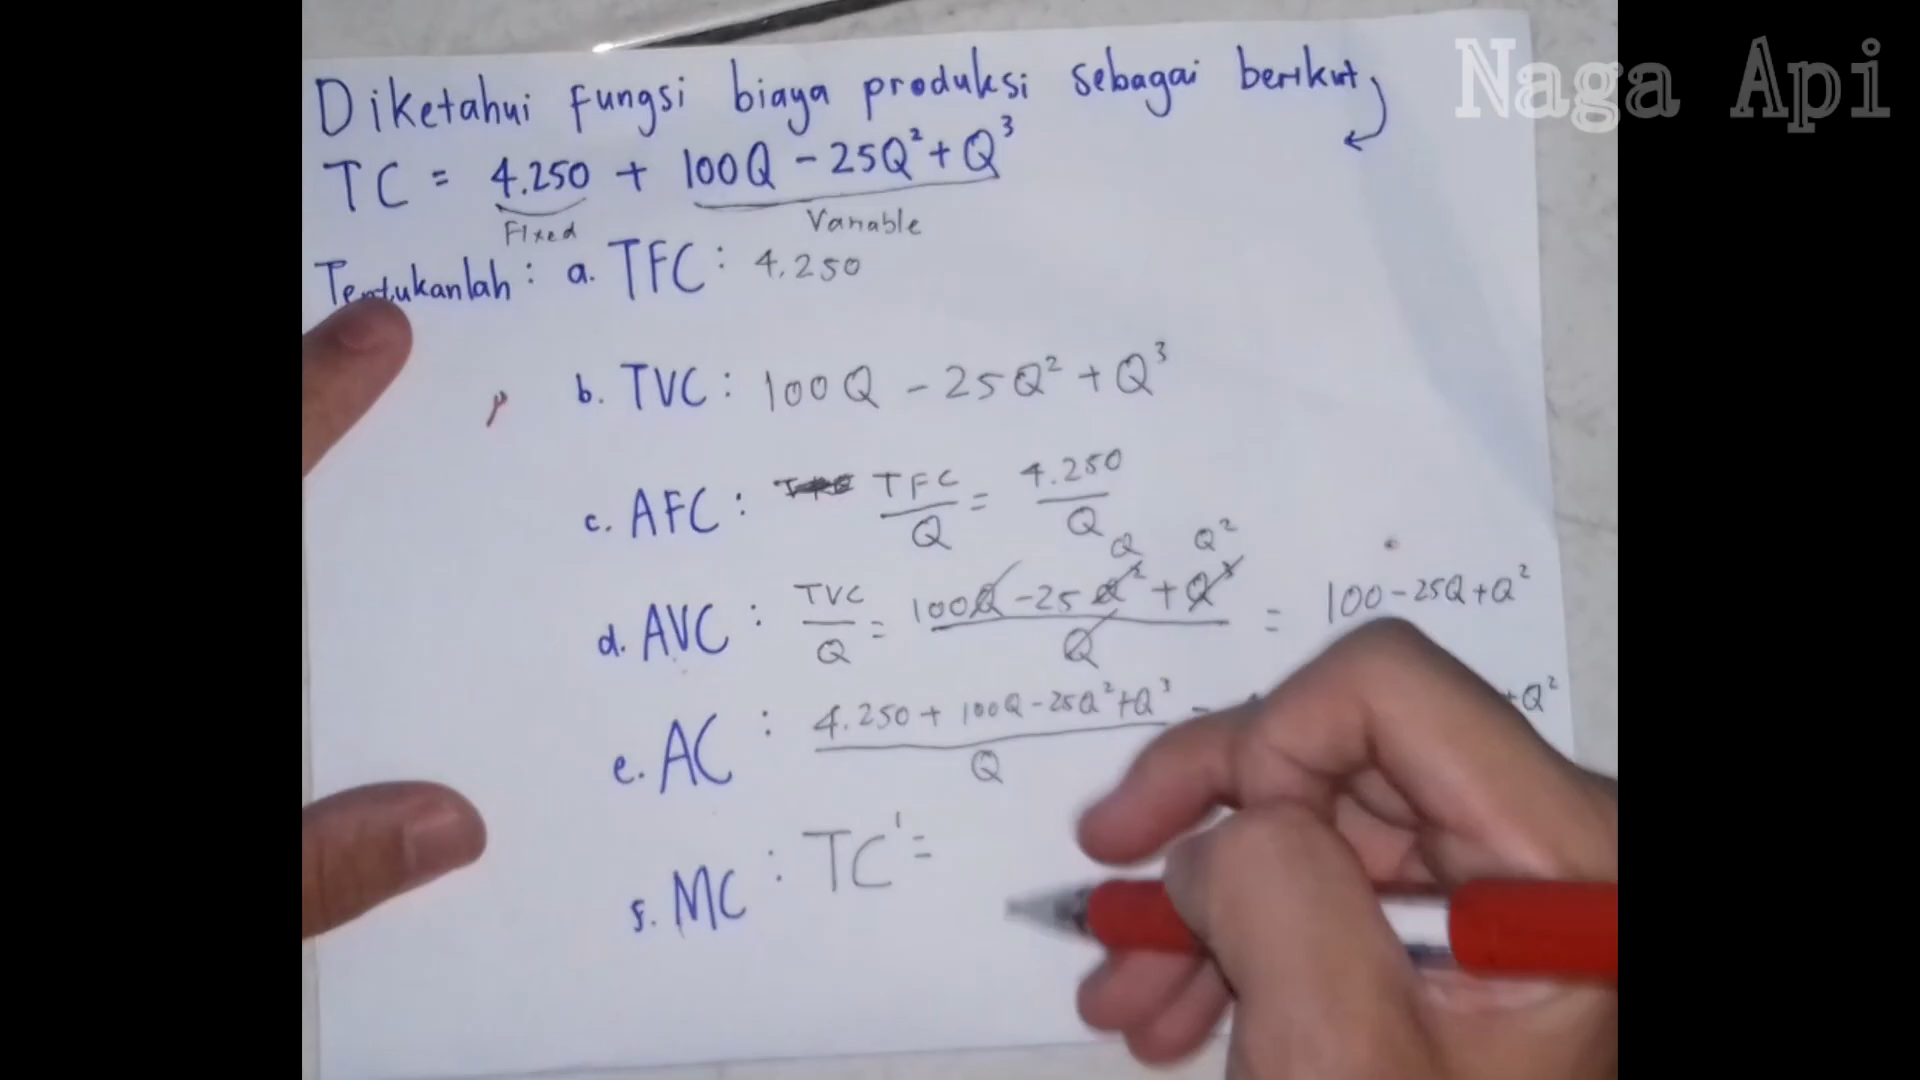 Naga Api
Diketahui fungsi biaya produksi sebagai berikut
TC = 4.250 + 100Q - 25Q² + Q³
Fixed Variable
Tentukanlah : a. TFC : 4.250
b. TVC : 100Q - 25Q² + Q³
c. AFC : TFC/Q = 4.250/Q
Q Q²
d. AVC : TVC/Q = 100Q - 25Q² + Q³/Q = 100 - 25Q + Q²
e. AC : 4.250 + 100Q - 25Q² + Q³/Q +Q²
f. MC : TC' =